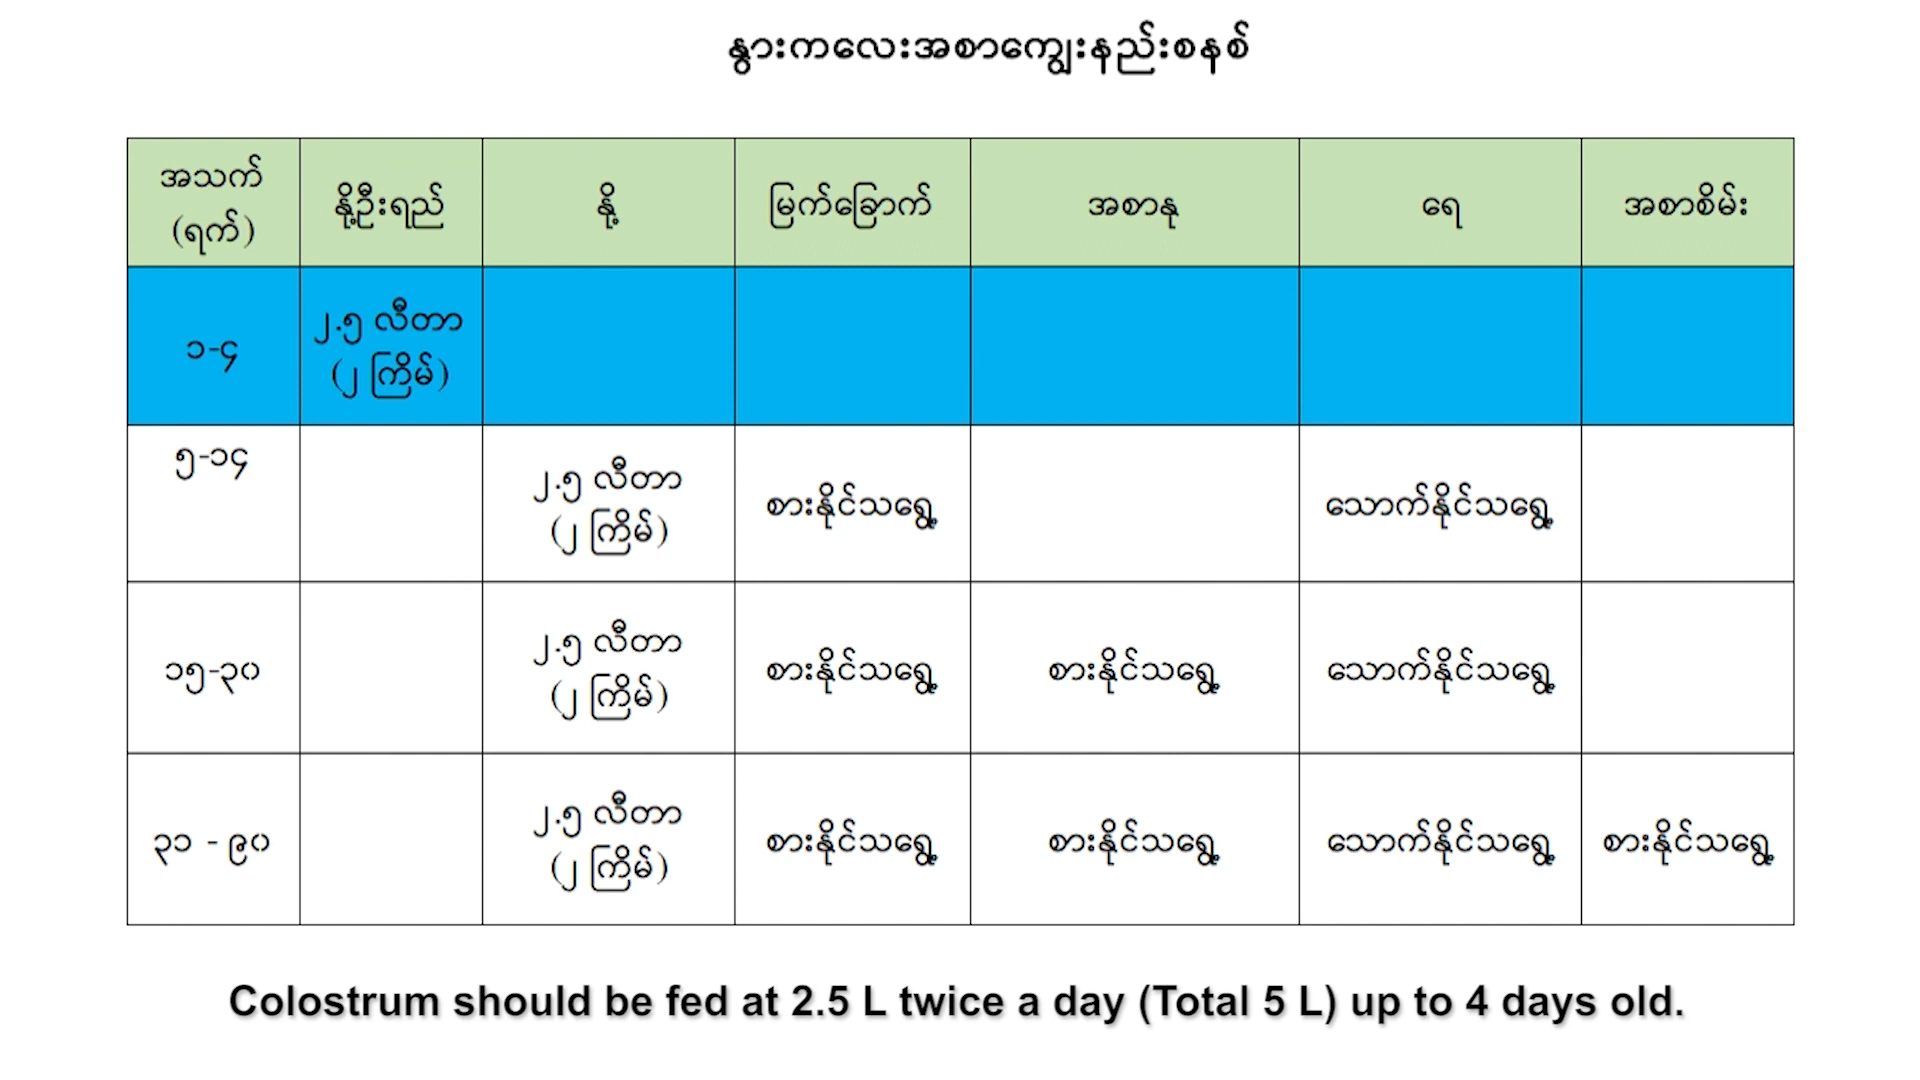 နွားကလေးအစာကျွေးနည်းစနစ်
အသက် (ရက်) နို့ဦးရည် နို့ မြက်ခြောက် အစာနု ရေ အစာစိမ်း
၁-၄ ၂.၅ လီတာ (၂ ကြိမ်)
၅-၁၄ ၂.၅ လီတာ (၂ ကြိမ်) စားနိုင်သရွေ့ သောက်နိုင်သရွေ့
၁၅-၃၀ ၂.၅ လီတာ (၂ ကြိမ်) စားနိုင်သရွေ့ စားနိုင်သရွေ့ သောက်နိုင်သရွေ့
၃၁ - ၉၀ ၂.၅ လီတာ (၂ ကြိမ်) စားနိုင်သရွေ့ စားနိုင်သရွေ့ သောက်နိုင်သရွေ့ စားနိုင်သရွေ့
Colostrum should be fed at 2.5 L twice a day (Total 5 L) up to 4 days old.